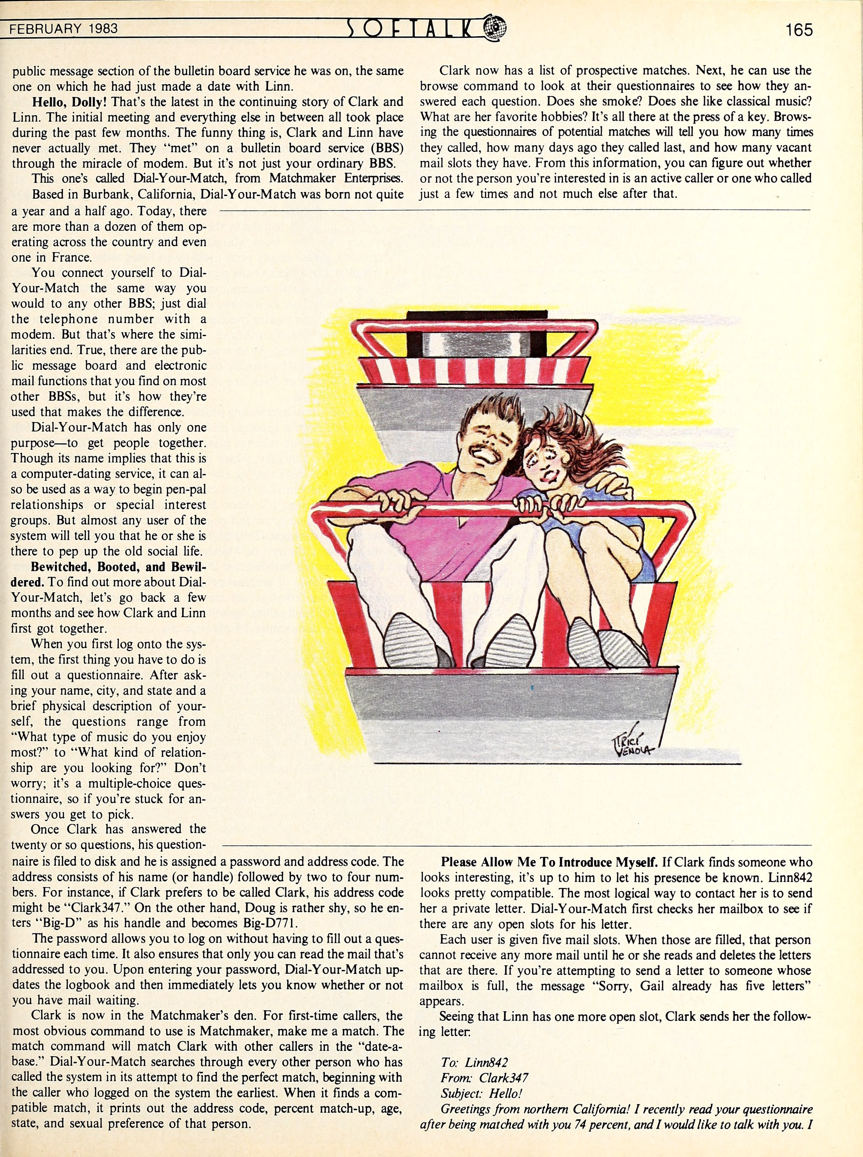 FEBRUARY 1983
SOFTALK
165
public message section of the bulletin board service he was on, the same
one on which he had just made a date with Linn.
Hello, Dolly! That's the latest in the continuing story of Clark and
Linn. The initial meeting and everything else in between all took place
during the past few months. The funny thing is, Clark and Linn have
never actually met. They "met" on a bulletin board service (BBS)
through the miracle of modem. But it's not just your ordinary BBS.
This one's called Dial-Your-Match, from Matchmaker Enterprises.
Based in Burbank, California, Dial-Your-Match was born not quite
a year and a half ago. Today, there
are more than a dozen of them op-
erating across the country and even
one in France.
You connect yourself to Dial-
Your-Match the same way you
would to any other BBS; just dial
the telephone number with a
modem. But that's where the simi-
larities end. True, there are the pub-
lic message board and electronic
mail functions that you find on most
other BBSs, but it's how they're
used that makes the difference.
Dial-Your-Match has only one
purpose—to get people together.
Though its name implies that this is
a computer-dating service, it can al-
so be used as a way to begin pen-pal
relationships or special interest
groups. But almost any user of the
system will tell you that he or she is
there to pep up the old social life.
Bewitched, Booted, and Bewil-
dered. To find out more about Dial-
Your-Match, let's go back a few
months and see how Clark and Linn
first got together.
When you first log onto the sys-
tem, the first thing you have to do is
fill out a questionnaire. After ask-
ing your name, city, and state and a
brief physical description of your-
self, the questions range from
"What type of music do you enjoy
most?" to "What kind of relation-
ship are you looking for?" Don't
worry; it's a multiple-choice ques-
tionnaire, so if you're stuck for an-
swers you get to pick.
Once Clark has answered the
twenty or so questions, his question-
naire is filed to disk and he is assigned a password and address code. The
address consists of his name (or handle) followed by two to four num-
bers. For instance, if Clark prefers to be called Clark, his address code
might be "Clark347." On the other hand, Doug is rather shy, so he en-
ters "Big-D" as his handle and becomes Big-D771.
The password allows you to log on without having to fill out a ques-
tionnaire each time. It also ensures that only you can read the mail that's
addressed to you. Upon entering your password, Dial-Your-Match up-
dates the logbook and then immediately lets you know whether or not
you have mail waiting.
Clark is now in the Matchmaker's den. For first-time callers, the
most obvious command to use is Matchmaker, make me a match. The
match command will match Clark with other callers in the "date-a-
base." Dial-Your-Match searches through every other person who has
called the system in its attempt to find the perfect match, beginning with
the caller who logged on the system the earliest. When it finds a com-
patible match, it prints out the address code, percent match-up, age,
state, and sexual preference of that person.
Clark now has a list of prospective matches. Next, he can use the
browse command to look at their questionnaires to see how they an-
swered each question. Does she smoke? Does she like classical music?
What are her favorite hobbies? It's all there at the press of a key. Brows-
ing the questionnaires of potential matches will tell you how many times
they called, how many days ago they called last, and how many vacant
mail slots they have. From this information, you can figure out whether
or not the person you're interested in is an active caller or one who called
just a few times and not much else after that.
TRICI
VENOLA
Please Allow Me To Introduce Myself. If Clark finds someone who
looks interesting, it's up to him to let his presence be known. Linn842
looks pretty compatible. The most logical way to contact her is to send
her a private letter. Dial-Your-Match first checks her mailbox to see if
there are any open slots for his letter.
Each user is given five mail slots. When those are filled, that person
cannot receive any more mail until he or she reads and deletes the letters
that are there. If you're attempting to send a letter to someone whose
mailbox is full, the message "Sorry, Gail already has five letters"
appears.
Seeing that Linn has one more open slot, Clark sends her the follow-
ing letter:
To: Linn842
From: Clark347
Subject: Hello!
Greetings from northern California! I recently read your questionnaire
after being matched with you 74 percent, and I would like to talk with you. I